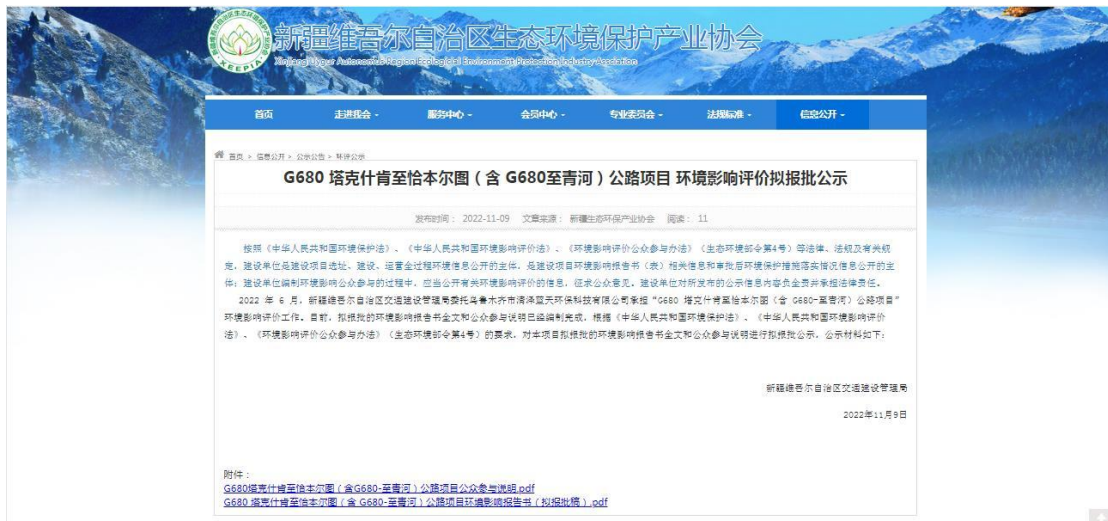 新疆维吾尔自治区生态环境保护产业协会
Xinjiang Uygur Autonomous Region Ecological Environment Protection Industry Association
XEEPIA
首页 走进我会 服务中心 会员中心 专业委员会 法规标准 信息公开
首页 > 信息公开 > 公示公告 > 环评公示
G680 塔克什肯至恰本尔图（含 G680至青河）公路项目 环境影响评价拟报批公示
发布时间： 2022-11-09 文章来源： 新疆生态环保产业协会 阅读： 11
按照《中华人民共和国环境保护法》、《中华人民共和国环境影响评价法》、《环境影响评价公众参与办法》（生态环境部令第4号）等法律、法规及有关规
定，建设单位是建设项目选址、建设、运营全过程环境信息公开的主体，是建设项目环境影响报告书（表）相关信息和审批后环境保护措施落实情况信息公开的主
体；建设单位编制环境影响公众参与的过程中，应当公开有关环境影响评价的信息，征求公众意见。建设单位对所发布的公示信息内容负全责并承担法律责任。
2022 年 6 月，新疆维吾尔自治区交通建设管理局委托乌鲁木齐市湾泽蓝天环保科技有限公司承担“G680 塔克什肯至恰本尔图（含 G680-至青河）公路项目”
环境影响评价工作。目前，拟报批的环境影响报告书全文和公众参与说明已经编制完成，根据《中华人民共和国环境保护法》、《中华人民共和国环境影响评价
法》、《环境影响评价公众参与办法》（生态环境部令第4号）的要求，对本项目拟报批的环境影响报告书全文和公众参与说明进行拟报批公示，公示材料如下：
新疆维吾尔自治区交通建设管理局
2022年11月9日
附件：
G680塔克什肯至恰本尔图（含G680-至青河）公路项目公众参与说明.pdf
G680 塔克什肯至恰本尔图（含 G680-至青河）公路项目环境影响报告书（拟报批稿）.pdf